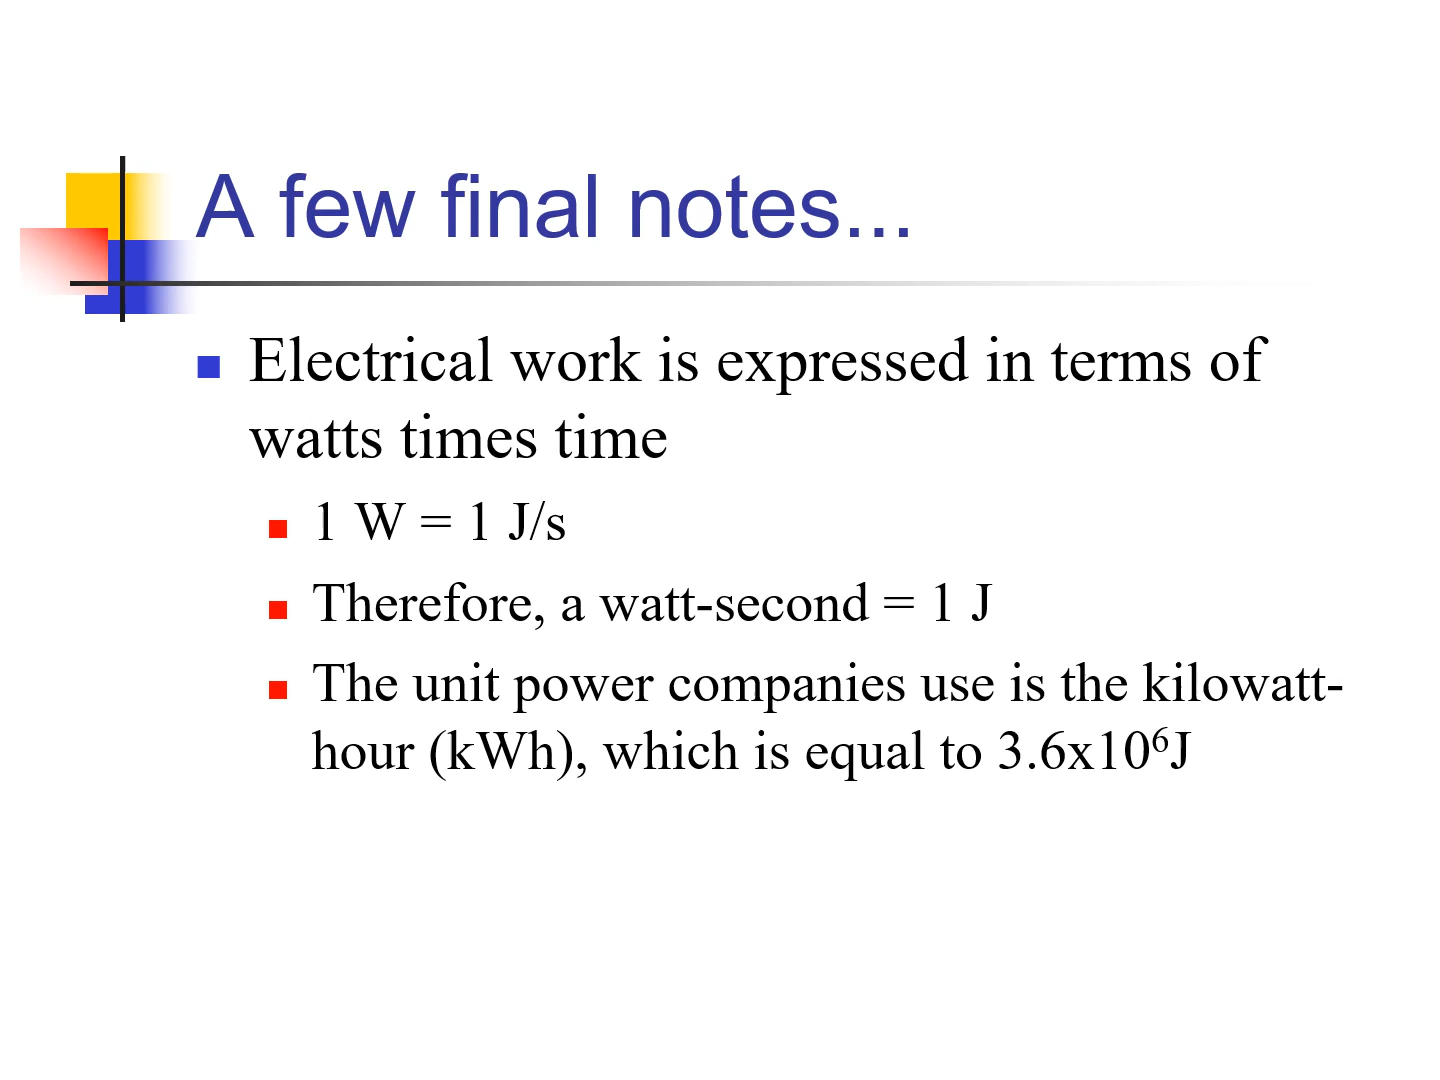 A few final notes...
Electrical work is expressed in terms of
watts times time
1 W = 1 J/s
Therefore, a watt-second = 1 J
The unit power companies use is the kilowatt-
hour (kWh), which is equal to 3.6x10⁶J